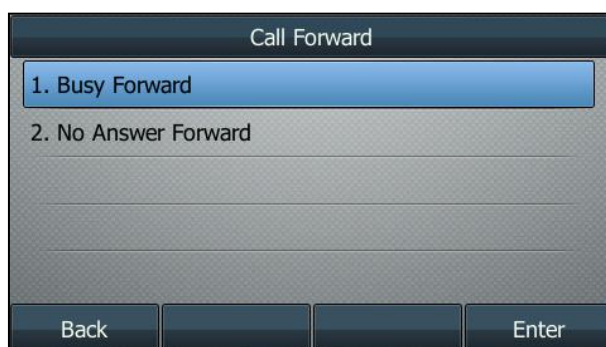 Call Forward
1. Busy Forward
2. No Answer Forward
Back
Enter